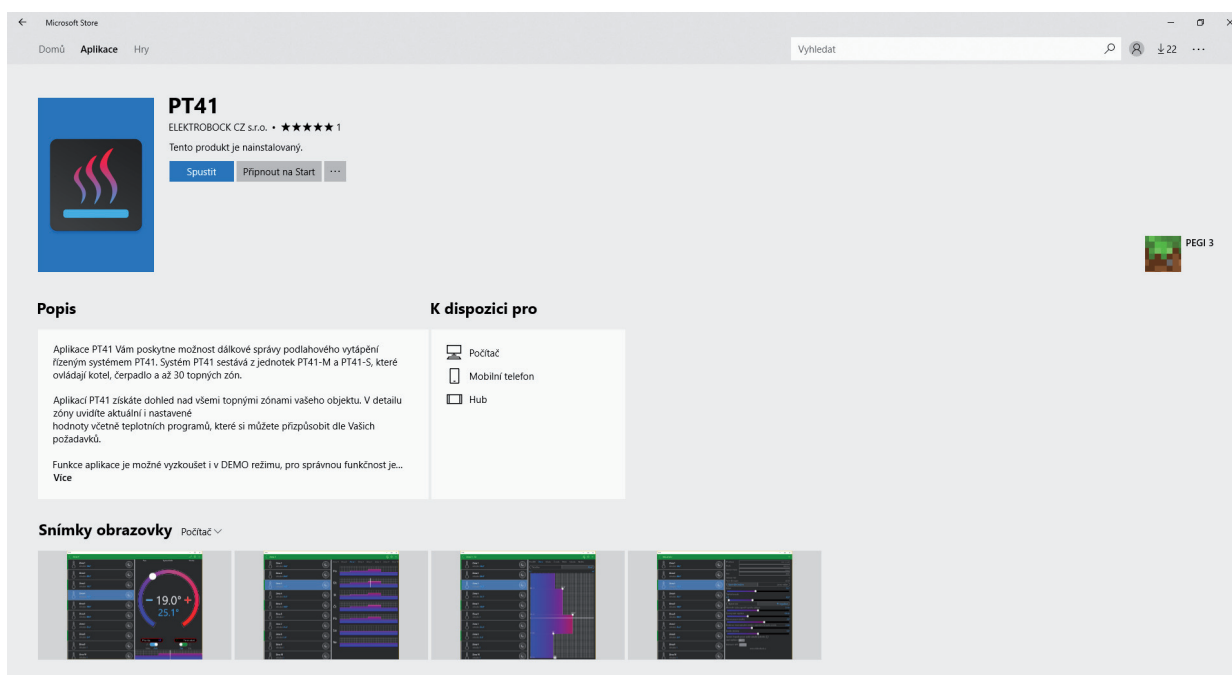 Microsoft Store
Domů Aplikace Hry
Vyhledat
22
PT41
ELEKTROBOCK CZ s.r.o. • ★★★★★ 1
Tento produkt je nainstalovaný.
Spustit Připnout na Start ...
PEGI 3
Popis
K dispozici pro
Aplikace PT41 Vám poskytne možnost dálkové správy podlahového vytápění
řízeným systémem PT41. Systém PT41 sestává z jednotek PT41-M a PT41-S, které
ovládají kotel, čerpadlo a až 30 topných zón.
Aplikací PT41 získáte dohled nad všemi topnými zónami vašeho objektu. V detailu
zóny uvidíte aktuální i nastavené
hodnoty včetně teplotních programů, které si můžete přizpůsobit dle Vašich
požadavků.
Funkce aplikace je možné vyzkoušet i v DEMO režimu, pro správnou funkčnost je...
Více
Počítač
Mobilní telefon
Hub
Snímky obrazovky Počítač
19.0°
25.1°